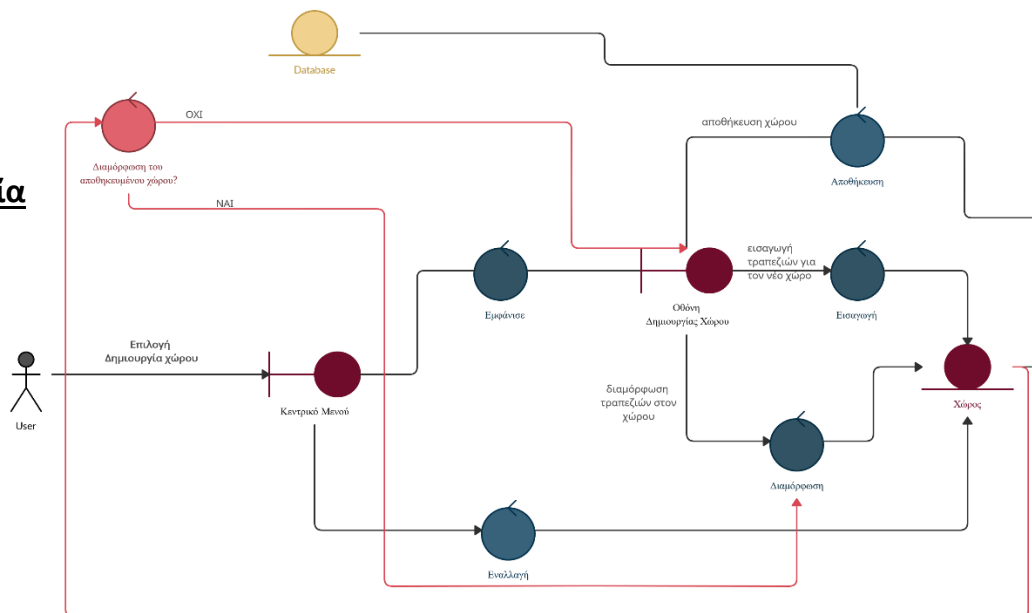 Database
ΟΧΙ
αποθήκευση χώρου
Διαμόρφωση του
αποθηκευμένου χώρου?
Αποθήκευση
ία
ΝΑΙ
εισαγωγή
τραπεζιών για
τον νέο χώρο
Εμφάνισε
Οθόνη
Δημιουργίας Χώρου
Εισαγωγή
Επιλογή
Δημιουργία χώρου
διαμόρφωση
τραπεζιών στον
χώρου
Κεντρικό Μενού
Χώρος
User
Διαμόρφωση
Εναλλαγή